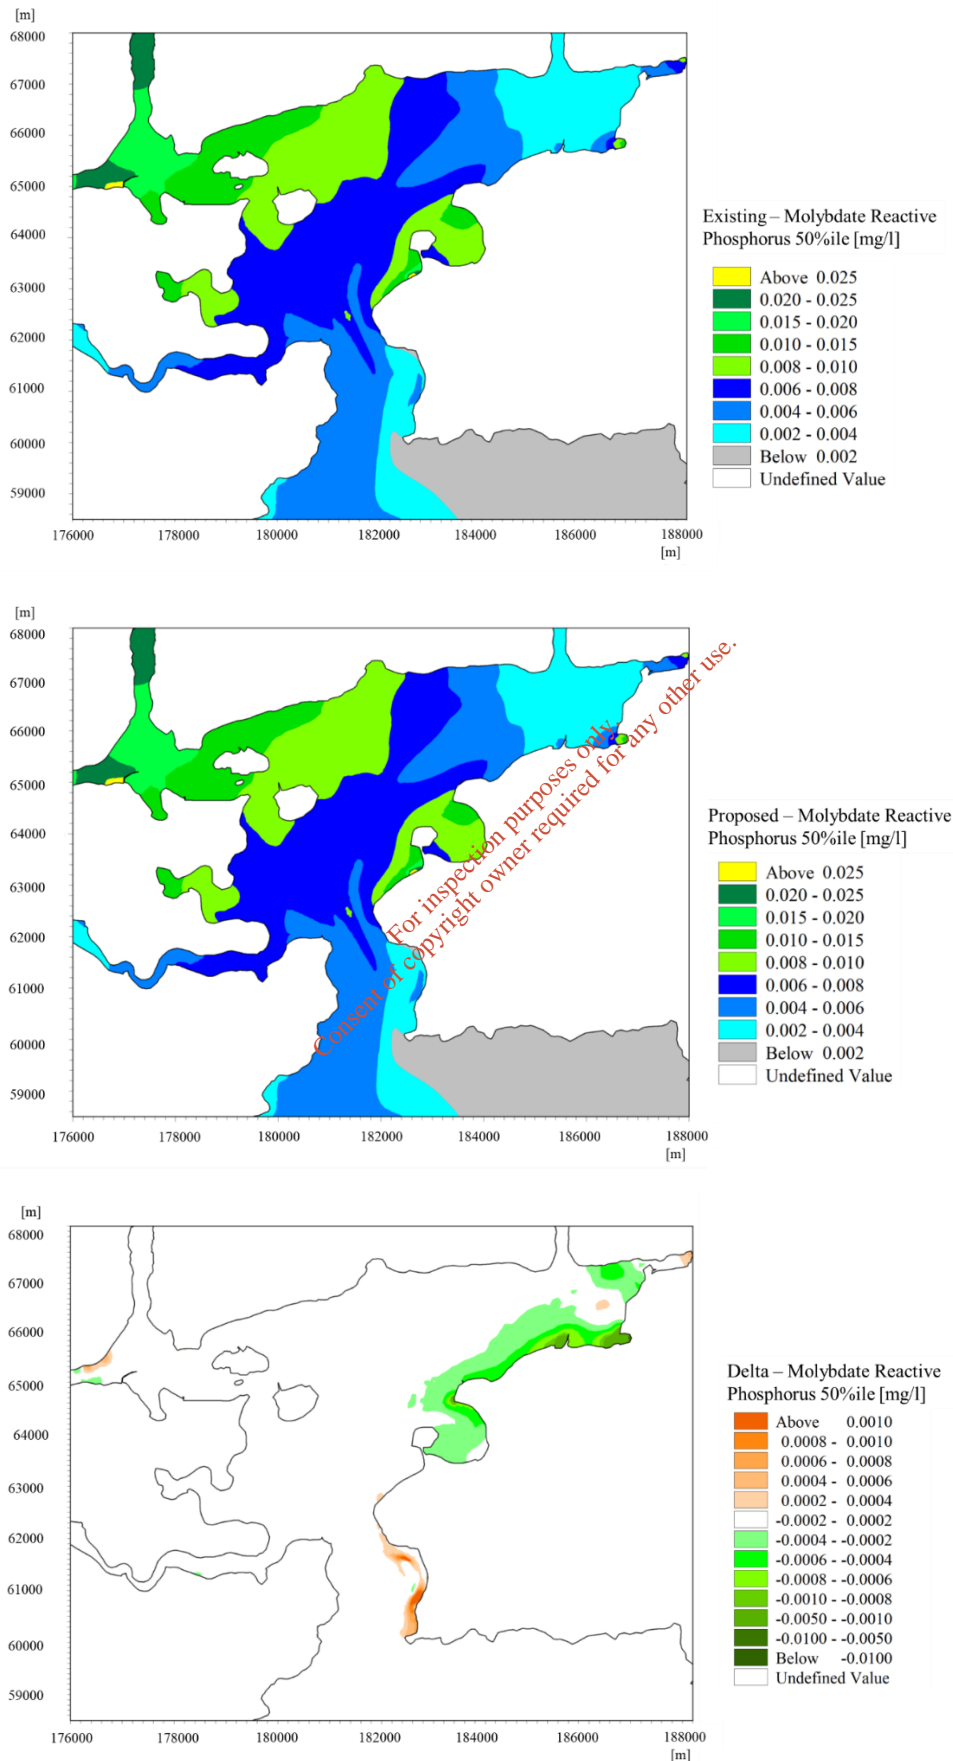 [m]
68000
67000
66000
65000
64000
63000
62000
61000
60000
59000
176000 178000 180000 182000 184000 186000 188000
[m]
Existing – Molybdate Reactive
Phosphorus 50%ile [mg/l]
Above 0.025
0.020 - 0.025
0.015 - 0.020
0.010 - 0.015
0.008 - 0.010
0.006 - 0.008
0.004 - 0.006
0.002 - 0.004
Below 0.002
Undefined Value
[m]
68000
67000
66000
65000
64000
63000
62000
61000
60000
59000
176000 178000 180000 182000 184000 186000 188000
[m]
For inspection purposes only.
Consent of copyright owner required for any other use.
Proposed – Molybdate Reactive
Phosphorus 50%ile [mg/l]
Above 0.025
0.020 - 0.025
0.015 - 0.020
0.010 - 0.015
0.008 - 0.010
0.006 - 0.008
0.004 - 0.006
0.002 - 0.004
Below 0.002
Undefined Value
[m]
68000
67000
66000
65000
64000
63000
62000
61000
60000
59000
176000 178000 180000 182000 184000 186000 188000
[m]
Delta – Molybdate Reactive
Phosphorus 50%ile [mg/l]
Above 0.0010
0.0008 - 0.0010
0.0006 - 0.0008
0.0004 - 0.0006
0.0002 - 0.0004
-0.0002 - 0.0002
-0.0004 - -0.0002
-0.0006 - -0.0004
-0.0008 - -0.0006
-0.0010 - -0.0008
-0.0050 - -0.0010
-0.0100 - -0.0050
Below -0.0100
Undefined Value